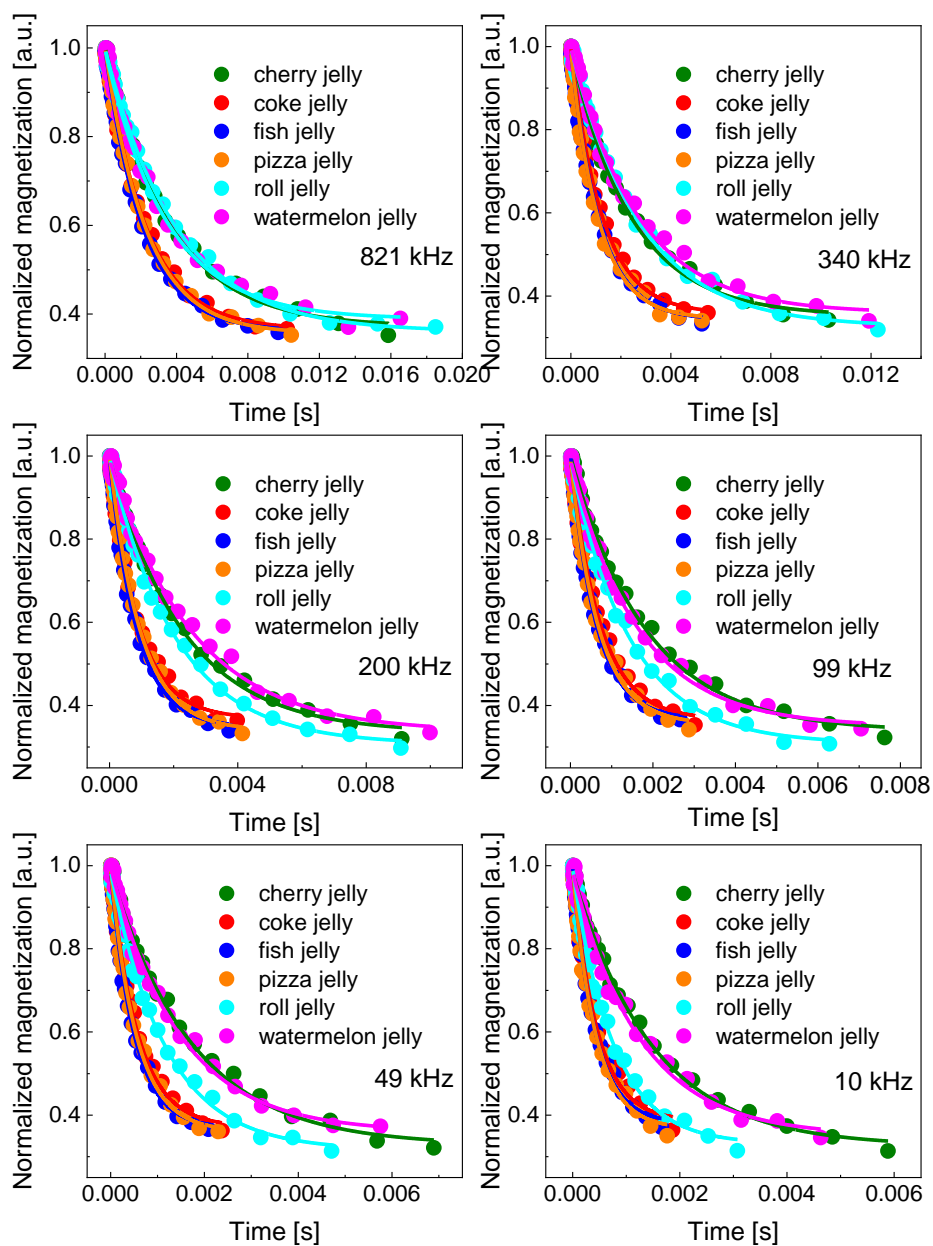 Normalized magnetization [a.u.]
1.0
0.8
0.6
0.4
cherry jelly
coke jelly
fish jelly
pizza jelly
roll jelly
watermelon jelly
821 kHz
0.000 0.004 0.008 0.012 0.016 0.020
Time [s]
Normalized magnetization [a.u.]
1.0
0.8
0.6
0.4
cherry jelly
coke jelly
fish jelly
pizza jelly
roll jelly
watermelon jelly
340 kHz
0.000 0.004 0.008 0.012
Time [s]
Normalized magnetization [a.u.]
1.0
0.8
0.6
0.4
cherry jelly
coke jelly
fish jelly
pizza jelly
roll jelly
watermelon jelly
200 kHz
0.000 0.004 0.008
Time [s]
Normalized magnetization [a.u.]
1.0
0.8
0.6
0.4
cherry jelly
coke jelly
fish jelly
pizza jelly
roll jelly
watermelon jelly
99 kHz
0.000 0.002 0.004 0.006 0.008
Time [s]
Normalized magnetization [a.u.]
1.0
0.8
0.6
0.4
cherry jelly
coke jelly
fish jelly
pizza jelly
roll jelly
watermelon jelly
49 kHz
0.000 0.002 0.004 0.006
Time [s]
Normalized magnetization [a.u.]
1.0
0.8
0.6
0.4
cherry jelly
coke jelly
fish jelly
pizza jelly
roll jelly
watermelon jelly
10 kHz
0.000 0.002 0.004 0.006
Time [s]